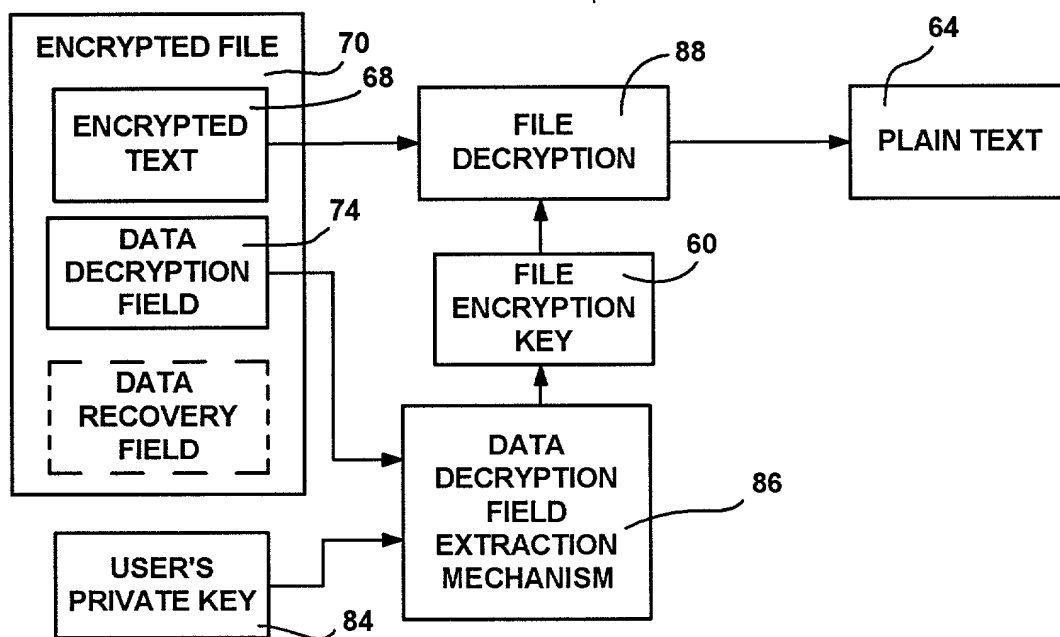 ENCRYPTED FILE
70
68
ENCRYPTED
TEXT
74
DATA
DECRYPTION
FIELD
DATA
RECOVERY
FIELD
USER'S
PRIVATE KEY
84
88
FILE
DECRYPTION
60
FILE
ENCRYPTION
KEY
DATA
DECRYPTION
FIELD
EXTRACTION
MECHANISM
86
64
PLAIN TEXT